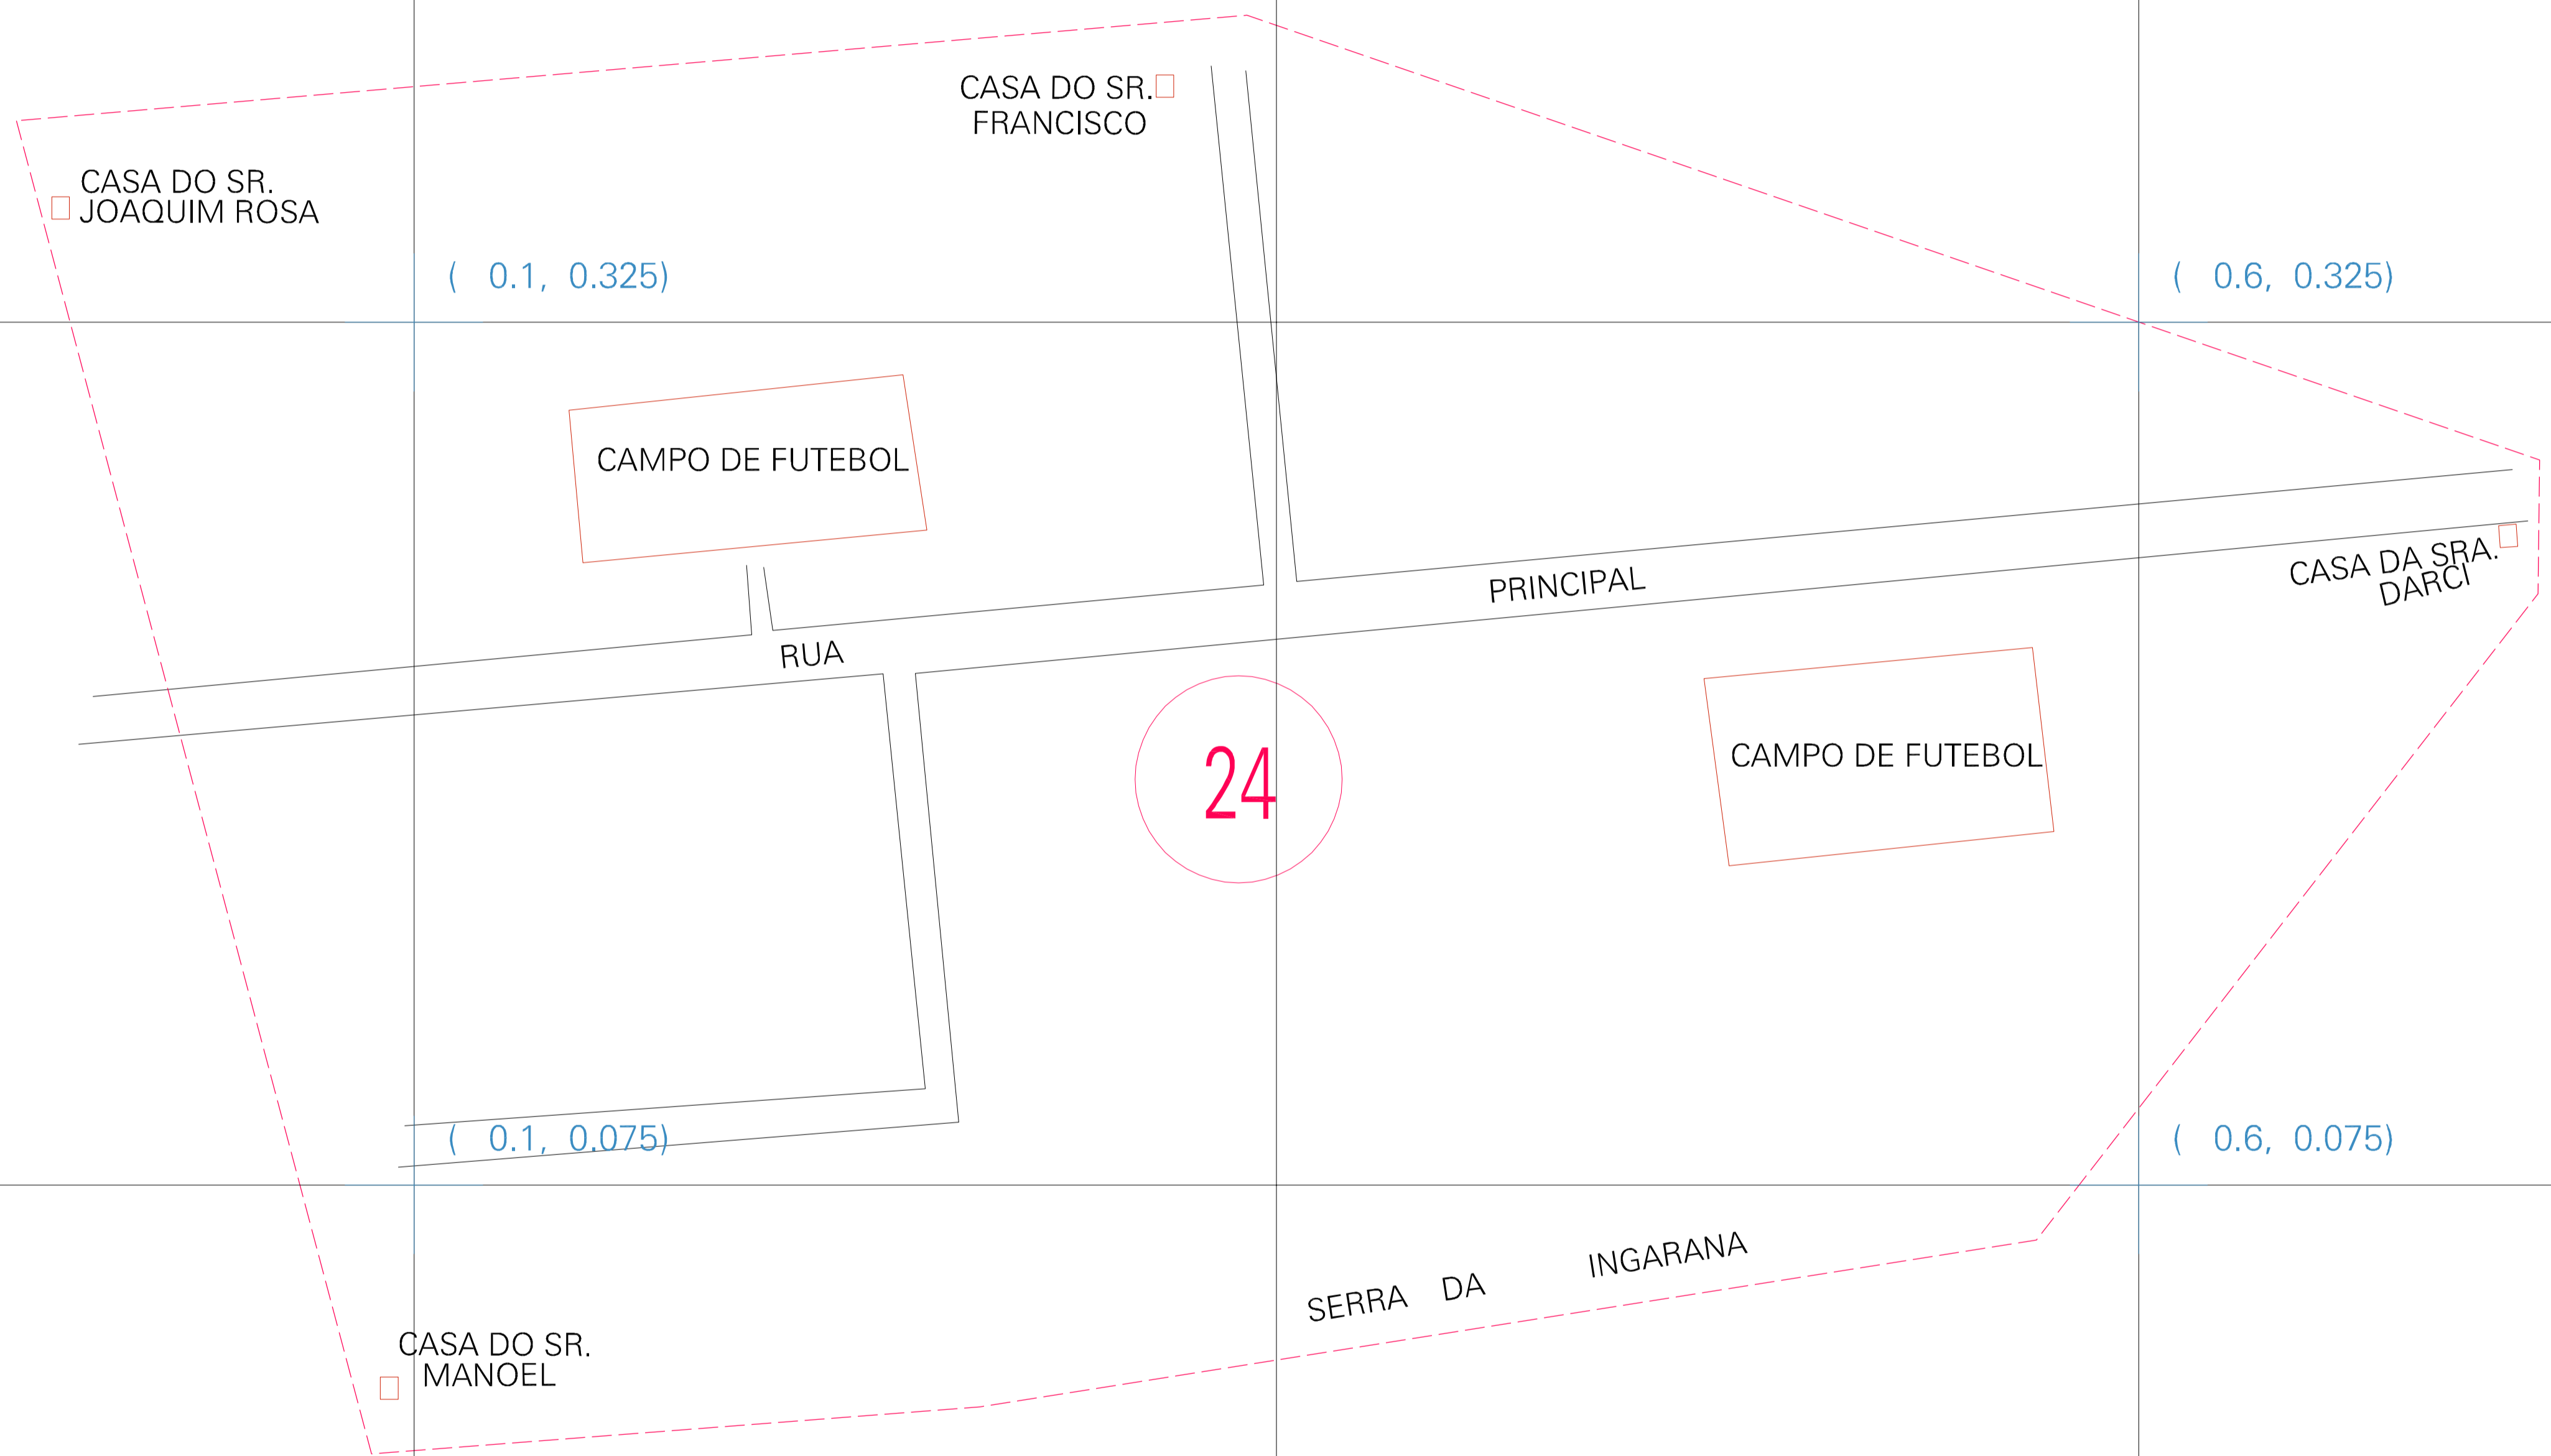 CASA DO SR.
FRANCISCO
CASA DO SR.
JOAQUIM ROSA
( 0.1, 0.325)
( 0.6, 0.325)
CAMPO DE FUTEBOL
CASA DA SRA.
DARCI
RUA PRINCIPAL
24
CAMPO DE FUTEBOL
( 0.1, 0.075)
( 0.6, 0.075)
SERRA DA INGARANA
CASA DO SR.
MANOEL